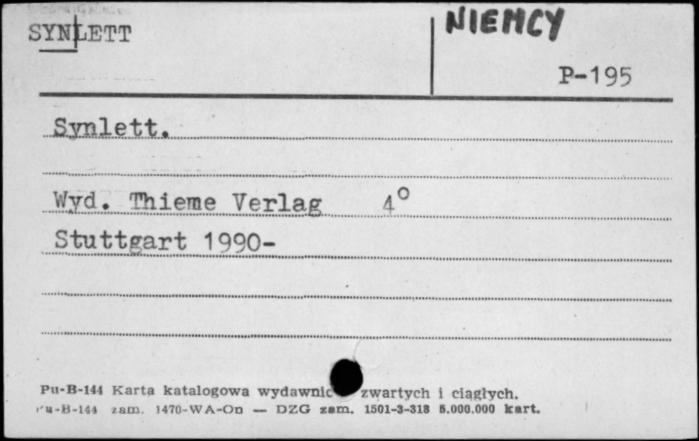 SYNLETT
NIEMCY
P-195
Synlett.
Wyd. Thieme Verlag 4°
Stuttgart 1990-
Pu-B-144 Karta katalogowa wydawnic zwartych i ciągłych.
Pu-B-144 zam. 1470-WA-On — DZG zam. 1501-3-318 5.000.000 kart.